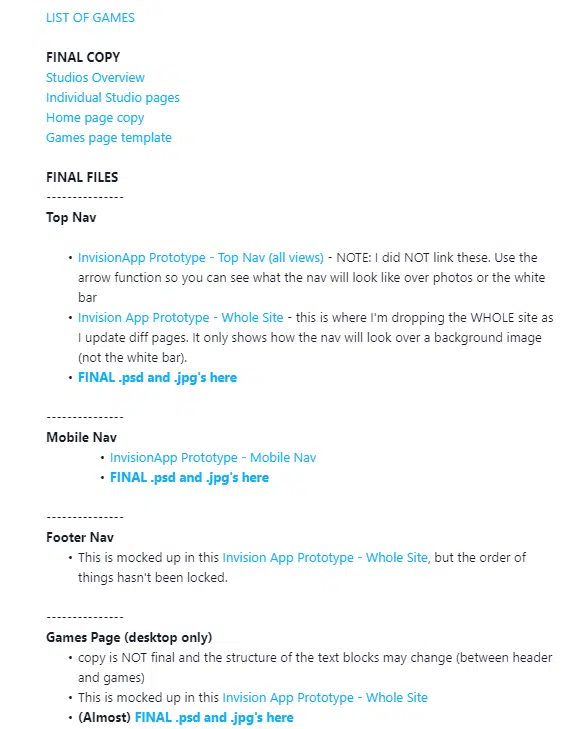 LIST OF GAMES
FINAL COPY
Studios Overview
Individual Studio pages
Home page copy
Games page template
FINAL FILES
---------------
Top Nav
• InvisionApp Prototype - Top Nav (all views) - NOTE: I did NOT link these. Use the
arrow function so you can see what the nav will look like over photos or the white
bar
• Invision App Prototype - Whole Site - this is where I'm dropping the WHOLE site as
I update diff pages. It only shows how the nav will look over a background image
(not the white bar).
• FINAL .psd and .jpg's here
---------------
Mobile Nav
• InvisionApp Prototype - Mobile Nav
• FINAL .psd and .jpg's here
---------------
Footer Nav
• This is mocked up in this Invision App Prototype - Whole Site, but the order of
things hasn't been locked.
---------------
Games Page (desktop only)
• copy is NOT final and the structure of the text blocks may change (between header
and games)
• This is mocked up in this Invision App Prototype - Whole Site
• (Almost) FINAL .psd and .jpg's here